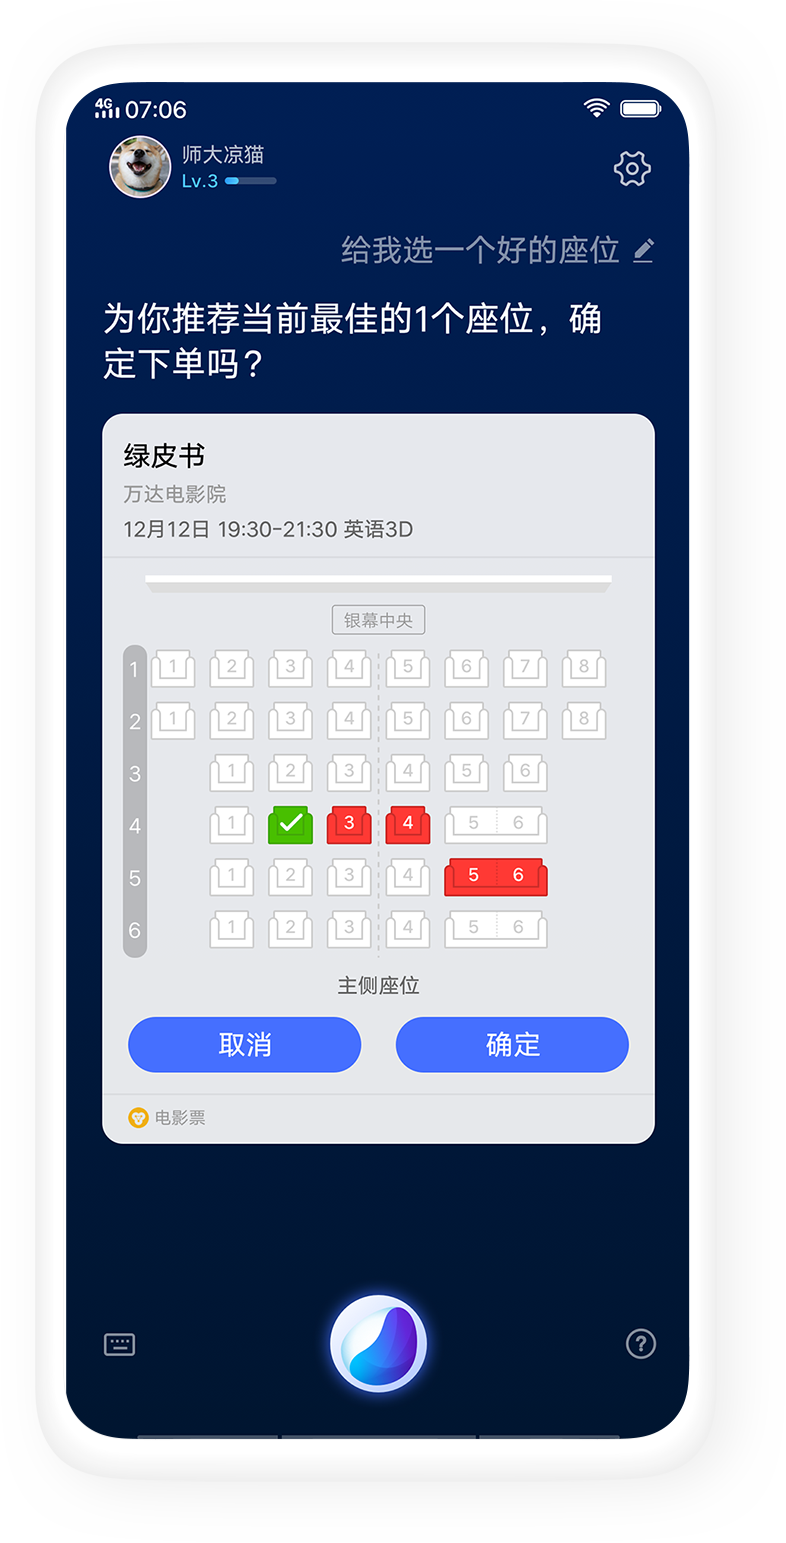 4G 07:06
师大凉猫
Lv.3
给我选一个好的座位
为你推荐当前最佳的1个座位，确
定下单吗？
绿皮书
万达电影院
12月12日 19:30-21:30 英语3D
银幕中央
1 1 2 3 4 5 6 7 8
2 1 2 3 4 5 6 7 8
3 1 2 3 4 5 6
4 1 3 4 5 6
5 1 2 3 4 5 6
6 1 2 3 4 5 6
主侧座位
取消 确定
电影票
?